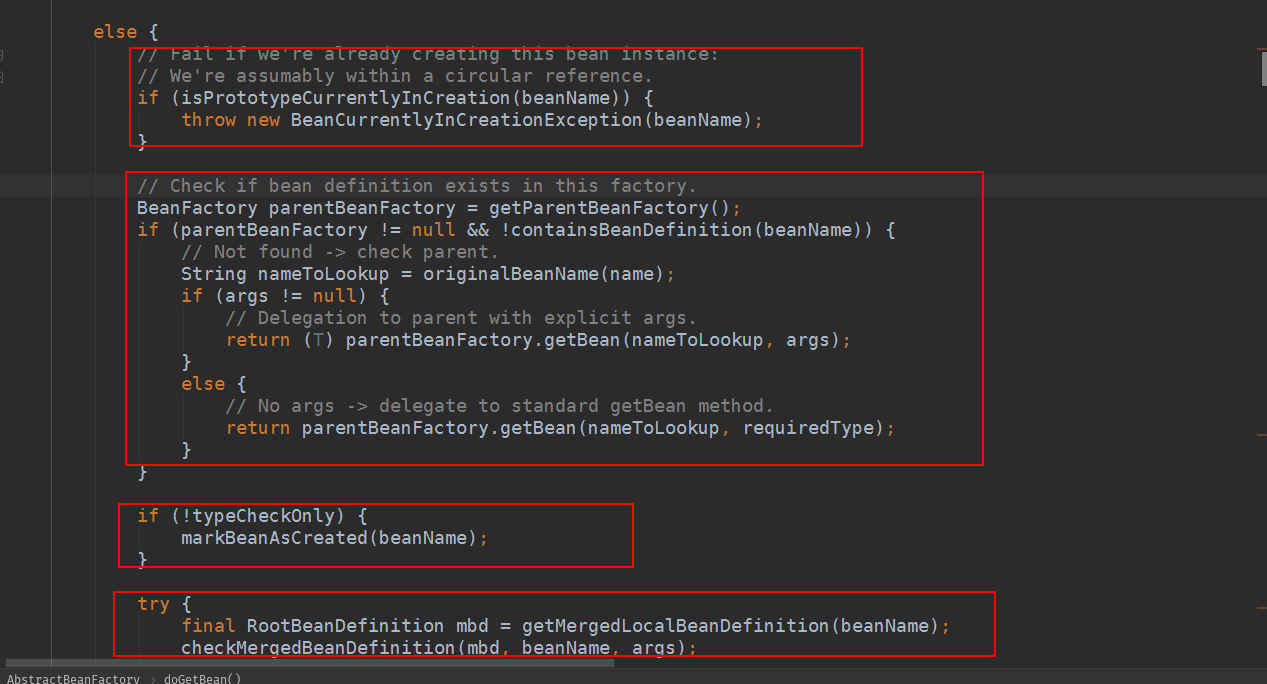 else {
// Fail if we're already creating this bean instance:
// We're assumably within a circular reference.
if (isPrototypeCurrentlyInCreation(beanName)) {
throw new BeanCurrentlyInCreationException(beanName);
}
// Check if bean definition exists in this factory.
BeanFactory parentBeanFactory = getParentBeanFactory();
if (parentBeanFactory != null && !containsBeanDefinition(beanName)) {
// Not found -> check parent.
String nameToLookup = originalBeanName(name);
if (args != null) {
// Delegation to parent with explicit args.
return (T) parentBeanFactory.getBean(nameToLookup, args);
}
else {
// No args -> delegate to standard getBean method.
return parentBeanFactory.getBean(nameToLookup, requiredType);
}
}
if (!typeCheckOnly) {
markBeanAsCreated(beanName);
}
try {
final RootBeanDefinition mbd = getMergedLocalBeanDefinition(beanName);
checkMergedBeanDefinition(mbd, beanName, args);
AbstractBeanFactory › doGetBean()